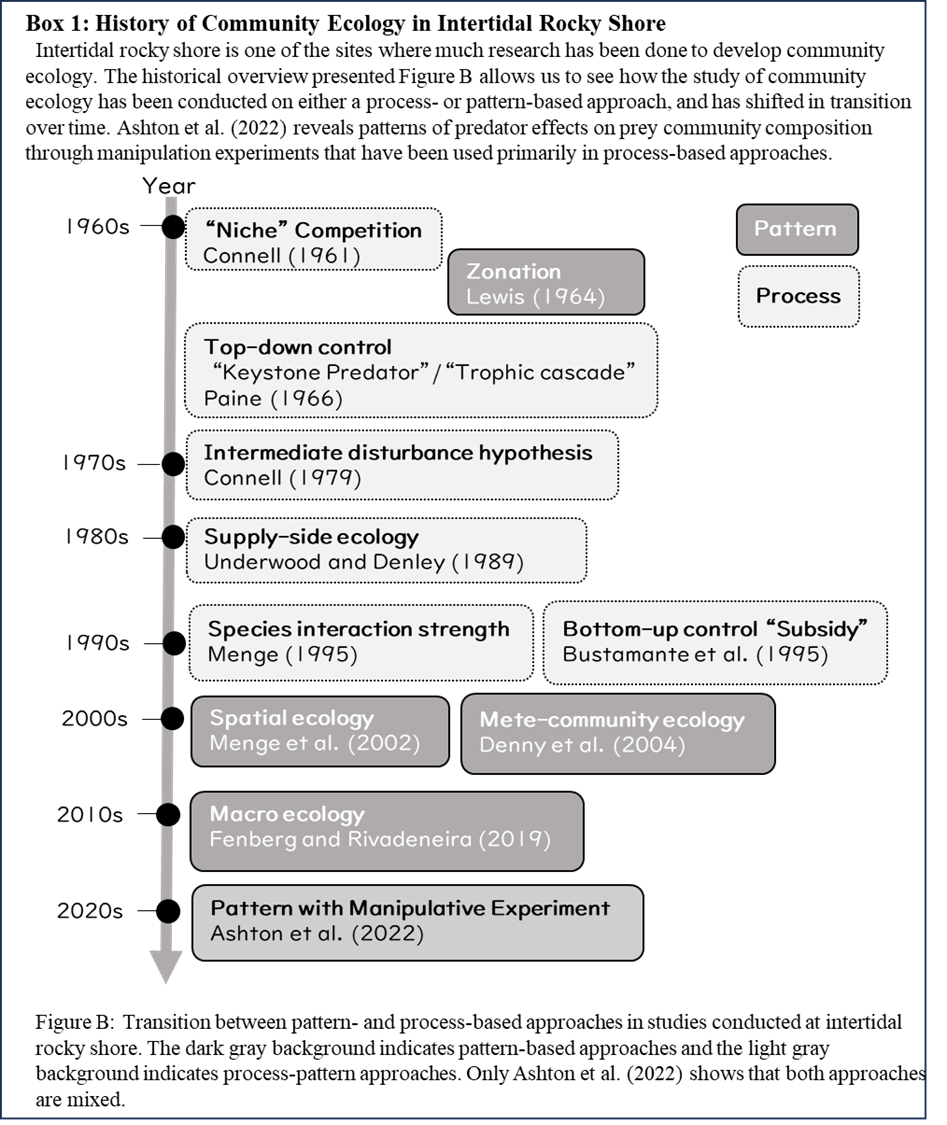 Box 1: History of Community Ecology in Intertidal Rocky Shore
Intertidal rocky shore is one of the sites where much research has been done to develop community
ecology. The historical overview presented Figure B allows us to see how the study of community
ecology has been conducted on either a process- or pattern-based approach, and has shifted in transition
over time. Ashton et al. (2022) reveals patterns of predator effects on prey community composition
through manipulation experiments that have been used primarily in process-based approaches.
Year
1960s
"Niche" Competition
Connell (1961)
Pattern
Process
Zonation
Lewis (1964)
Top-down control
"Keystone Predator" / "Trophic cascade"
Paine (1966)
1970s
Intermediate disturbance hypothesis
Connell (1979)
1980s
Supply-side ecology
Underwood and Denley (1989)
1990s
Species interaction strength
Menge (1995)
Bottom-up control "Subsidy"
Bustamante et al. (1995)
2000s
Spatial ecology
Menge et al. (2002)
Mete-community ecology
Denny et al. (2004)
2010s
Macro ecology
Fenberg and Rivadeneira (2019)
2020s
Pattern with Manipulative Experiment
Ashton et al. (2022)
Figure B: Transition between pattern- and process-based approaches in studies conducted at intertidal
rocky shore. The dark gray background indicates pattern-based approaches and the light gray
background indicates process-pattern approaches. Only Ashton et al. (2022) shows that both approaches
are mixed.